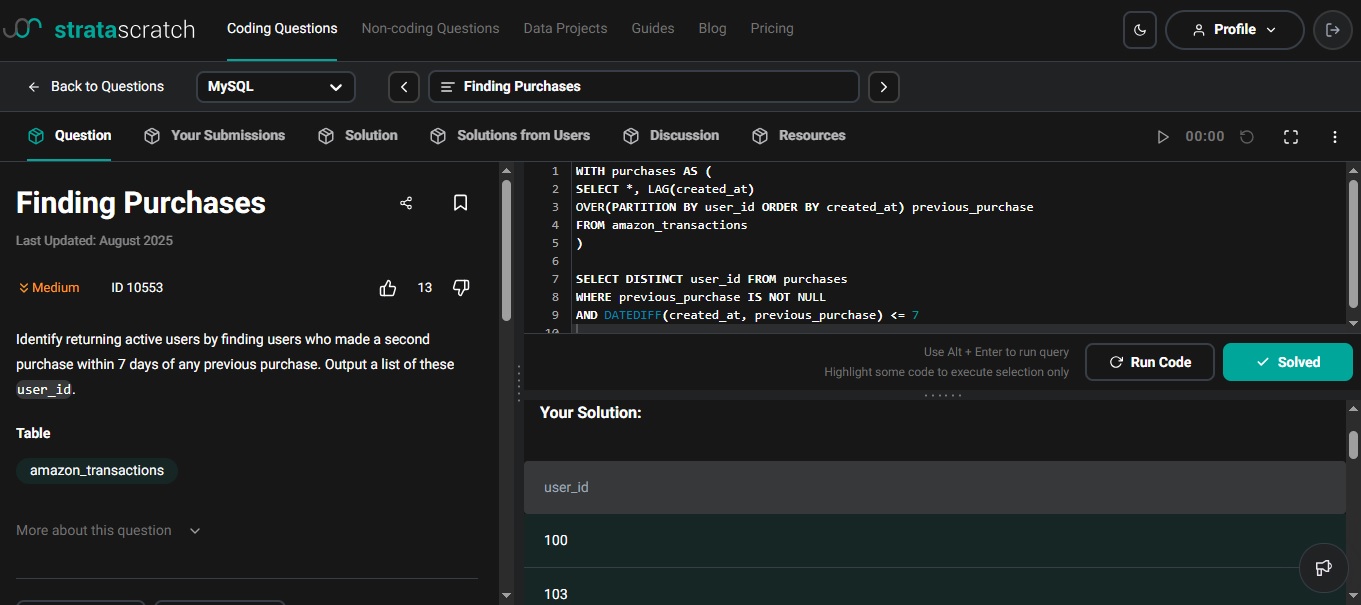 stratascratch Coding Questions Non-coding Questions Data Projects Guides Blog Pricing Profile
Back to Questions MySQL Finding Purchases
Question Your Submissions Solution Solutions from Users Discussion Resources 00:00
Finding Purchases
Last Updated: August 2025
Medium ID 10553 13
Identify returning active users by finding users who made a second
purchase within 7 days of any previous purchase. Output a list of these
user_id.
Table
amazon_transactions
More about this question
1 WITH purchases AS (
2 SELECT *, LAG(created_at)
3 OVER(PARTITION BY user_id ORDER BY created_at) previous_purchase
4 FROM amazon_transactions
5 )
6
7 SELECT DISTINCT user_id FROM purchases
8 WHERE previous_purchase IS NOT NULL
9 AND DATEDIFF(created_at, previous_purchase) <= 7
10
Use Alt + Enter to run query
Highlight some code to execute selection only
Run Code Solved
Your Solution:
user_id
100
103